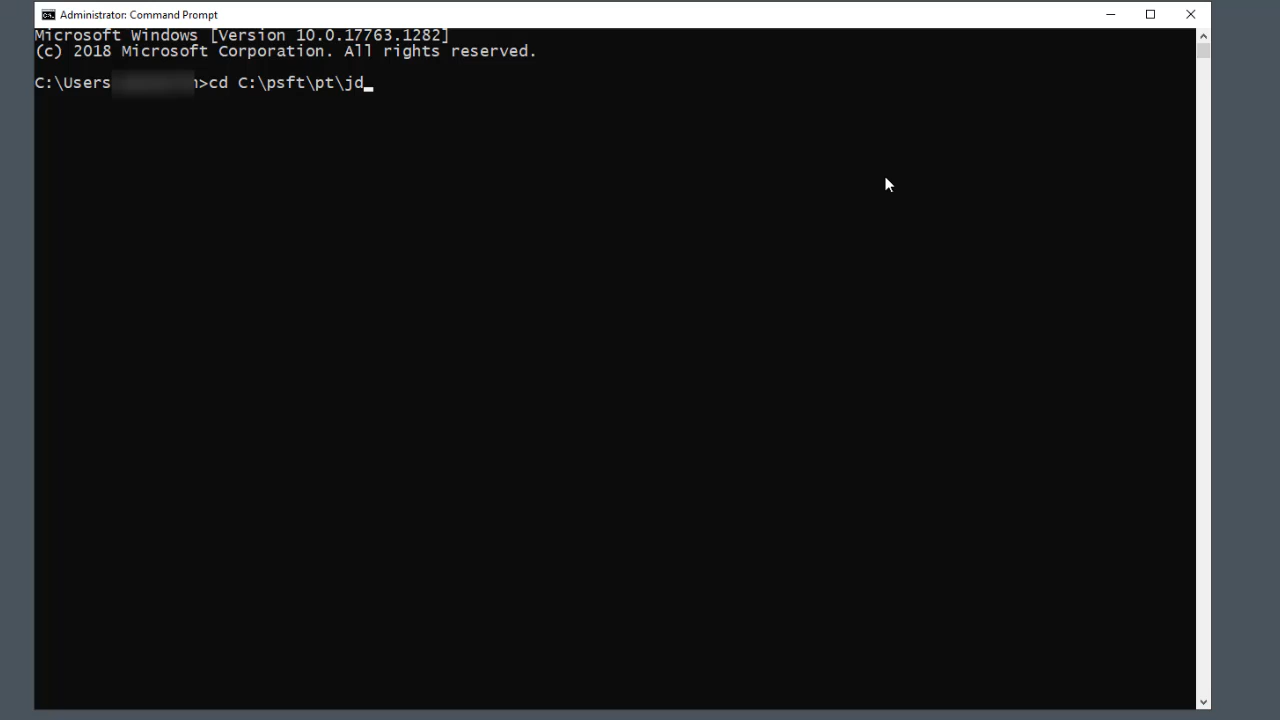 Administrator: Command Prompt
Microsoft Windows [Version 10.0.17763.1282]
(c) 2018 Microsoft Corporation. All rights reserved.
C:\Users >cd C:\psft\pt\jd